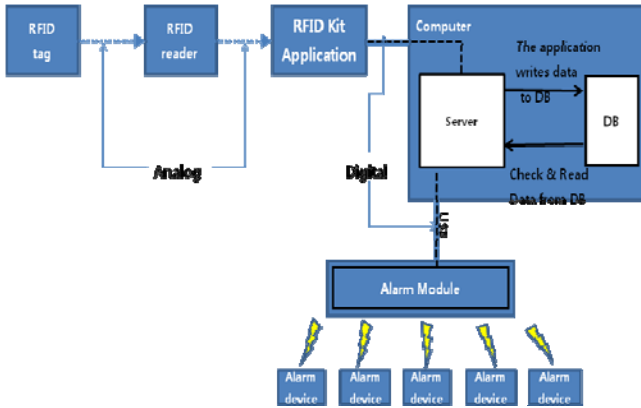 RFID
tag
RFID
reader
RFID Kit
Application
Computer
The application
writes data
to DB
Server
DB
Check & Read
Data from DB
Analog
Digital
USB
Alarm Module
Alarm
device
Alarm
device
Alarm
device
Alarm
device
Alarm
device